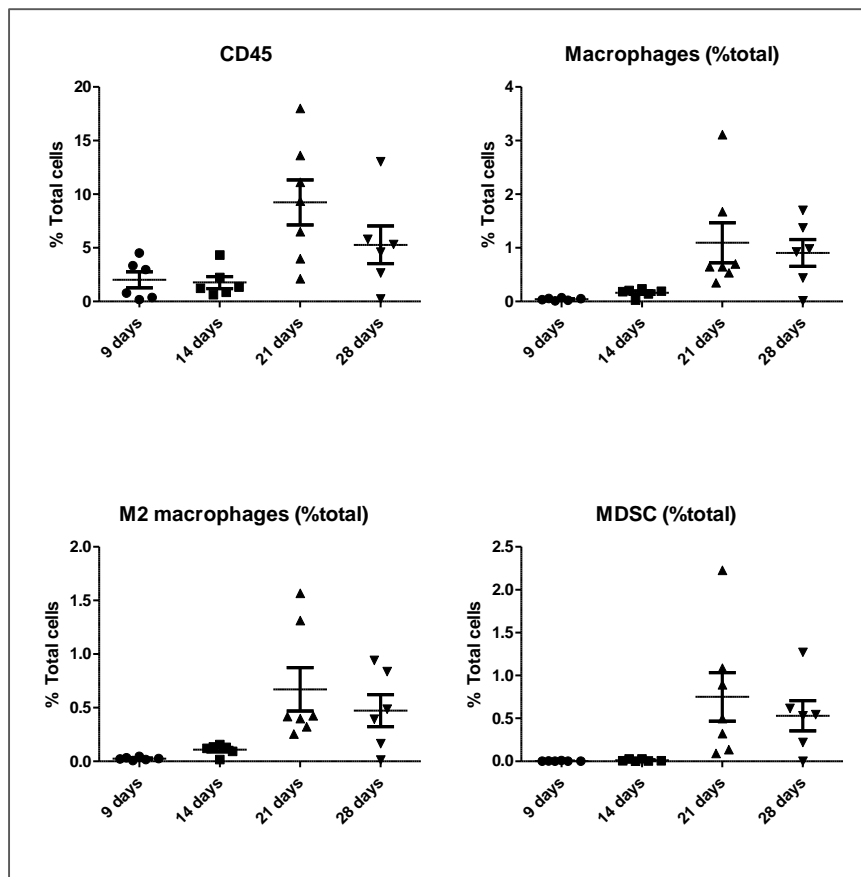 CD45
20
15
10
5
0
% Total cells
9 days
14 days
21 days
28 days
Macrophages (%total)
4
3
2
1
0
% Total cells
9 days
14 days
21 days
28 days
M2 macrophages (%total)
2.0
1.5
1.0
0.5
0.0
% Total cells
9 days
14 days
21 days
28 days
MDSC (%total)
2.5
2.0
1.5
1.0
0.5
0.0
% Total cells
9 days
14 days
21 days
28 days